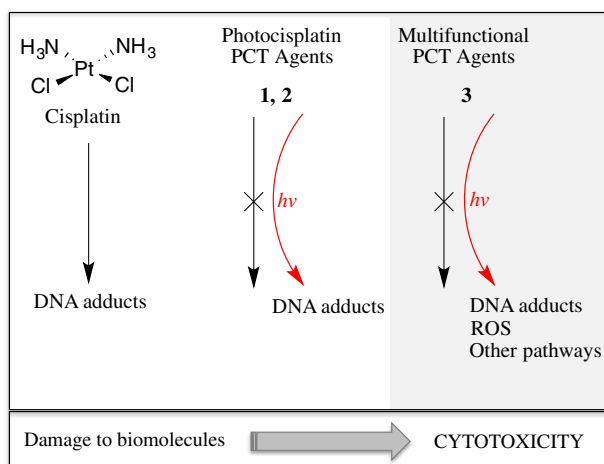 H₃N NH₃
Pt
Cl Cl
Cisplatin
DNA adducts
Photocisplatin
PCT Agents
1, 2
hν
DNA adducts
Multifunctional
PCT Agents
3
hν
DNA adducts
ROS
Other pathways
Damage to biomolecules CYTOTOXICITY